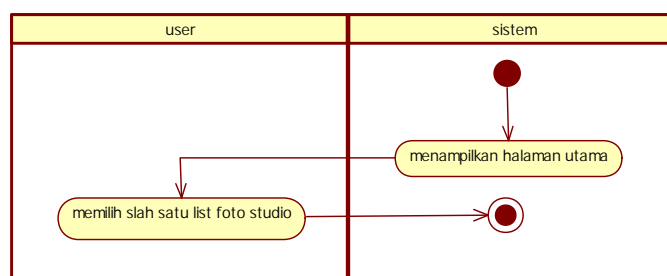 user
sistem
menampilkan halaman utama
memilih slah satu list foto studio